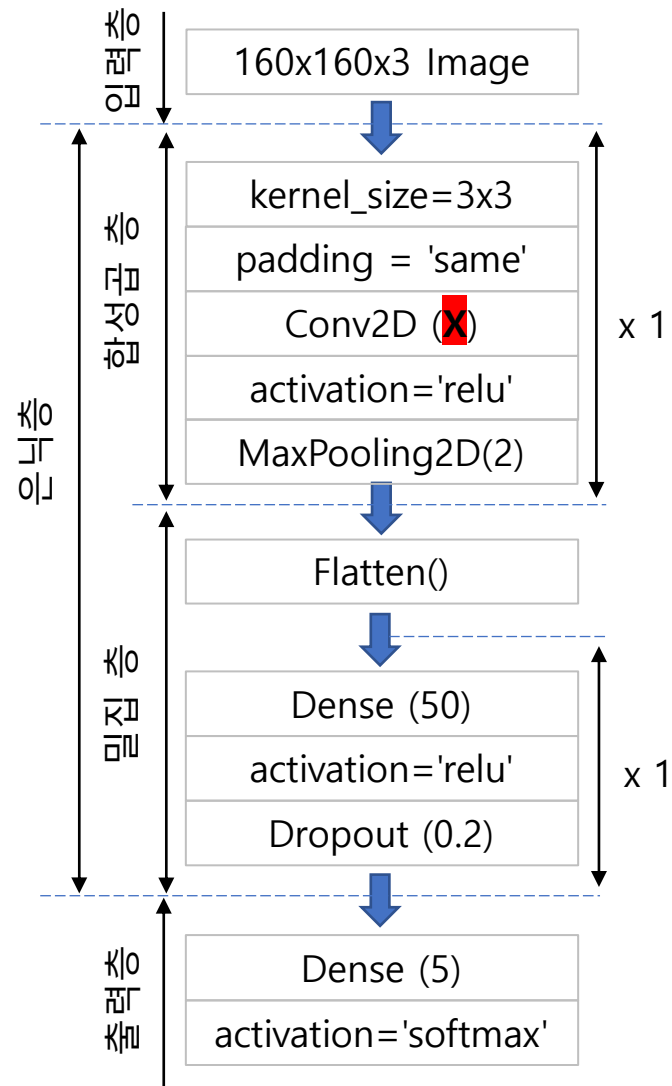 입력층
160x160x3 Image
은닉층
합성곱 층
kernel_size=3x3
padding = 'same'
Conv2D (X)
activation='relu'
MaxPooling2D(2)
x 1
밀집 층
Flatten()
Dense (50)
activation='relu'
Dropout (0.2)
x 1
출력층
Dense (5)
activation='softmax'